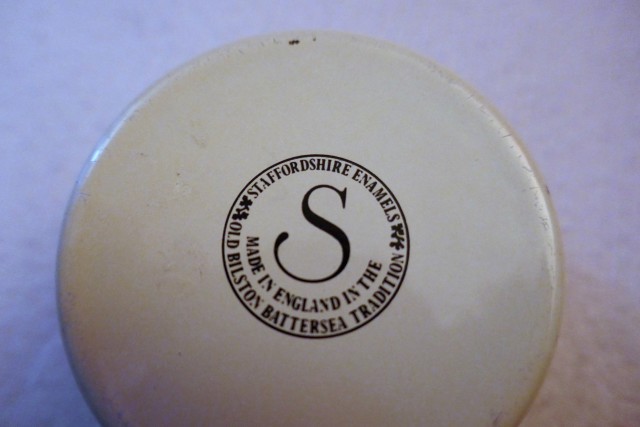 STAFFORDSHIRE ENAMELS
S
MADE IN ENGLAND IN THE
OLD BILSTON BATTERSEA TRADITION